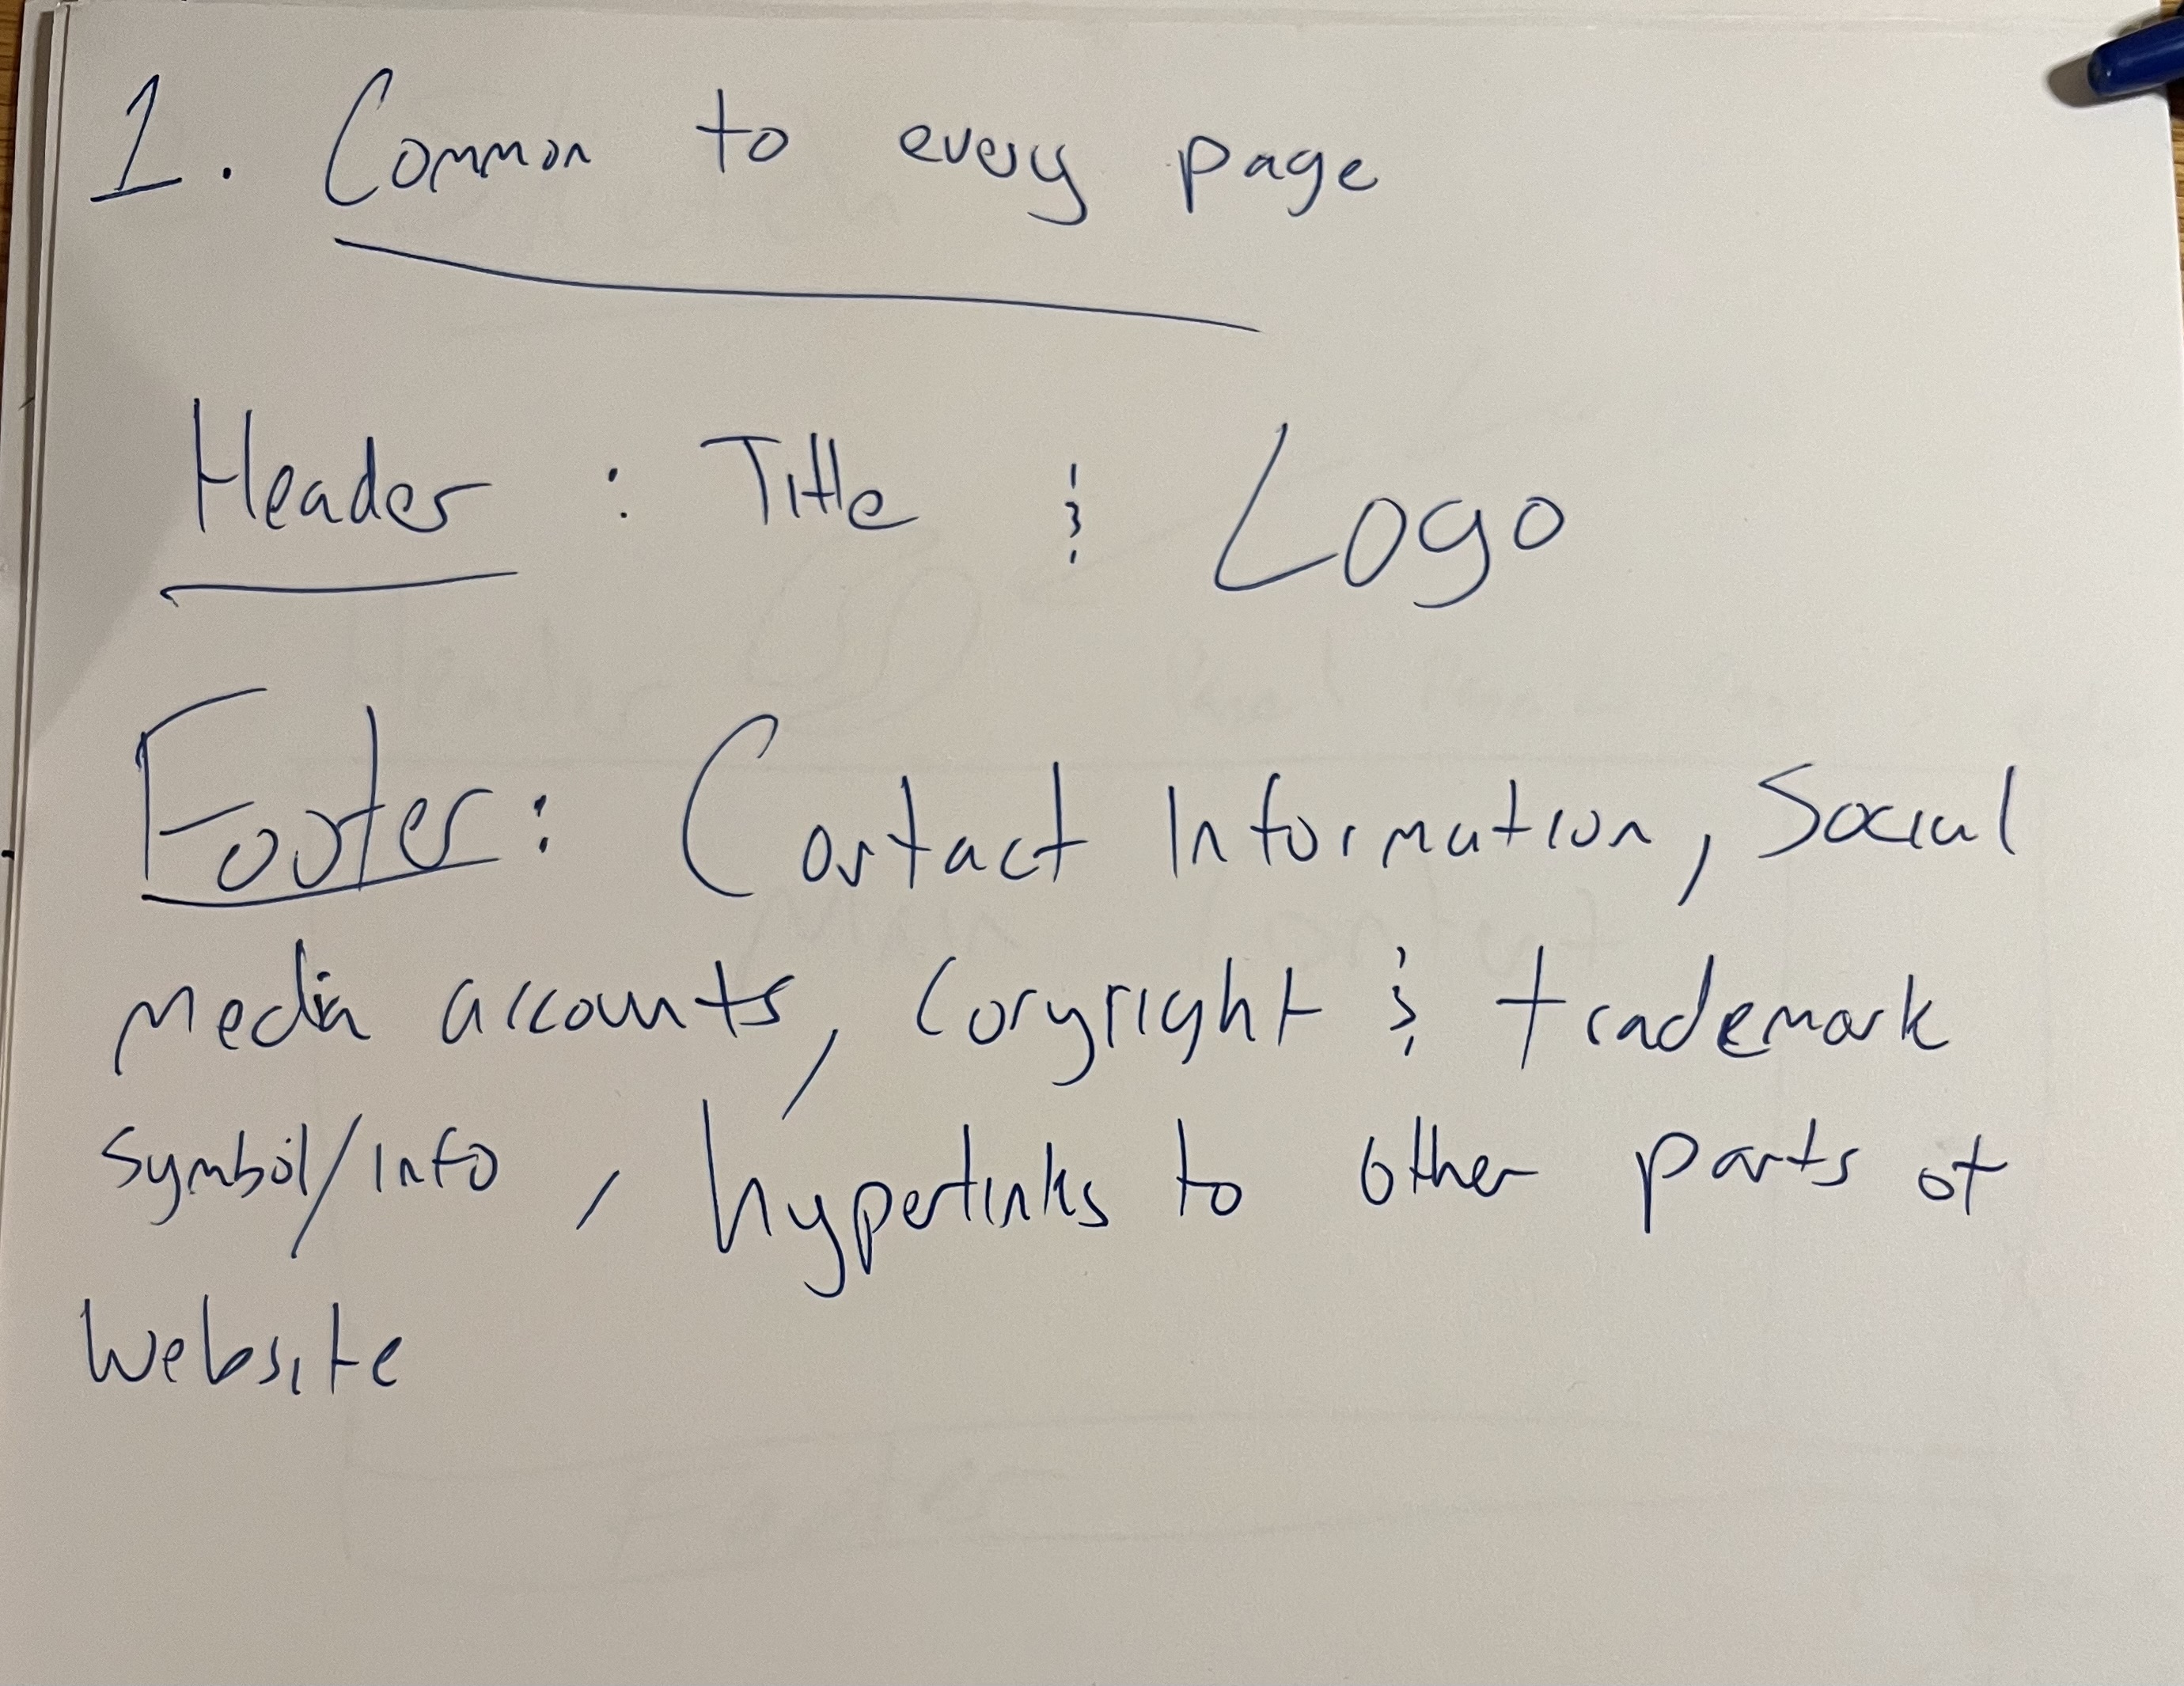 1. Common to every page
Header : Title & Logo
Footer: Contact Information, Social
media accounts, Copyright & trademark
symbol/info, hyperlinks to other parts of
website